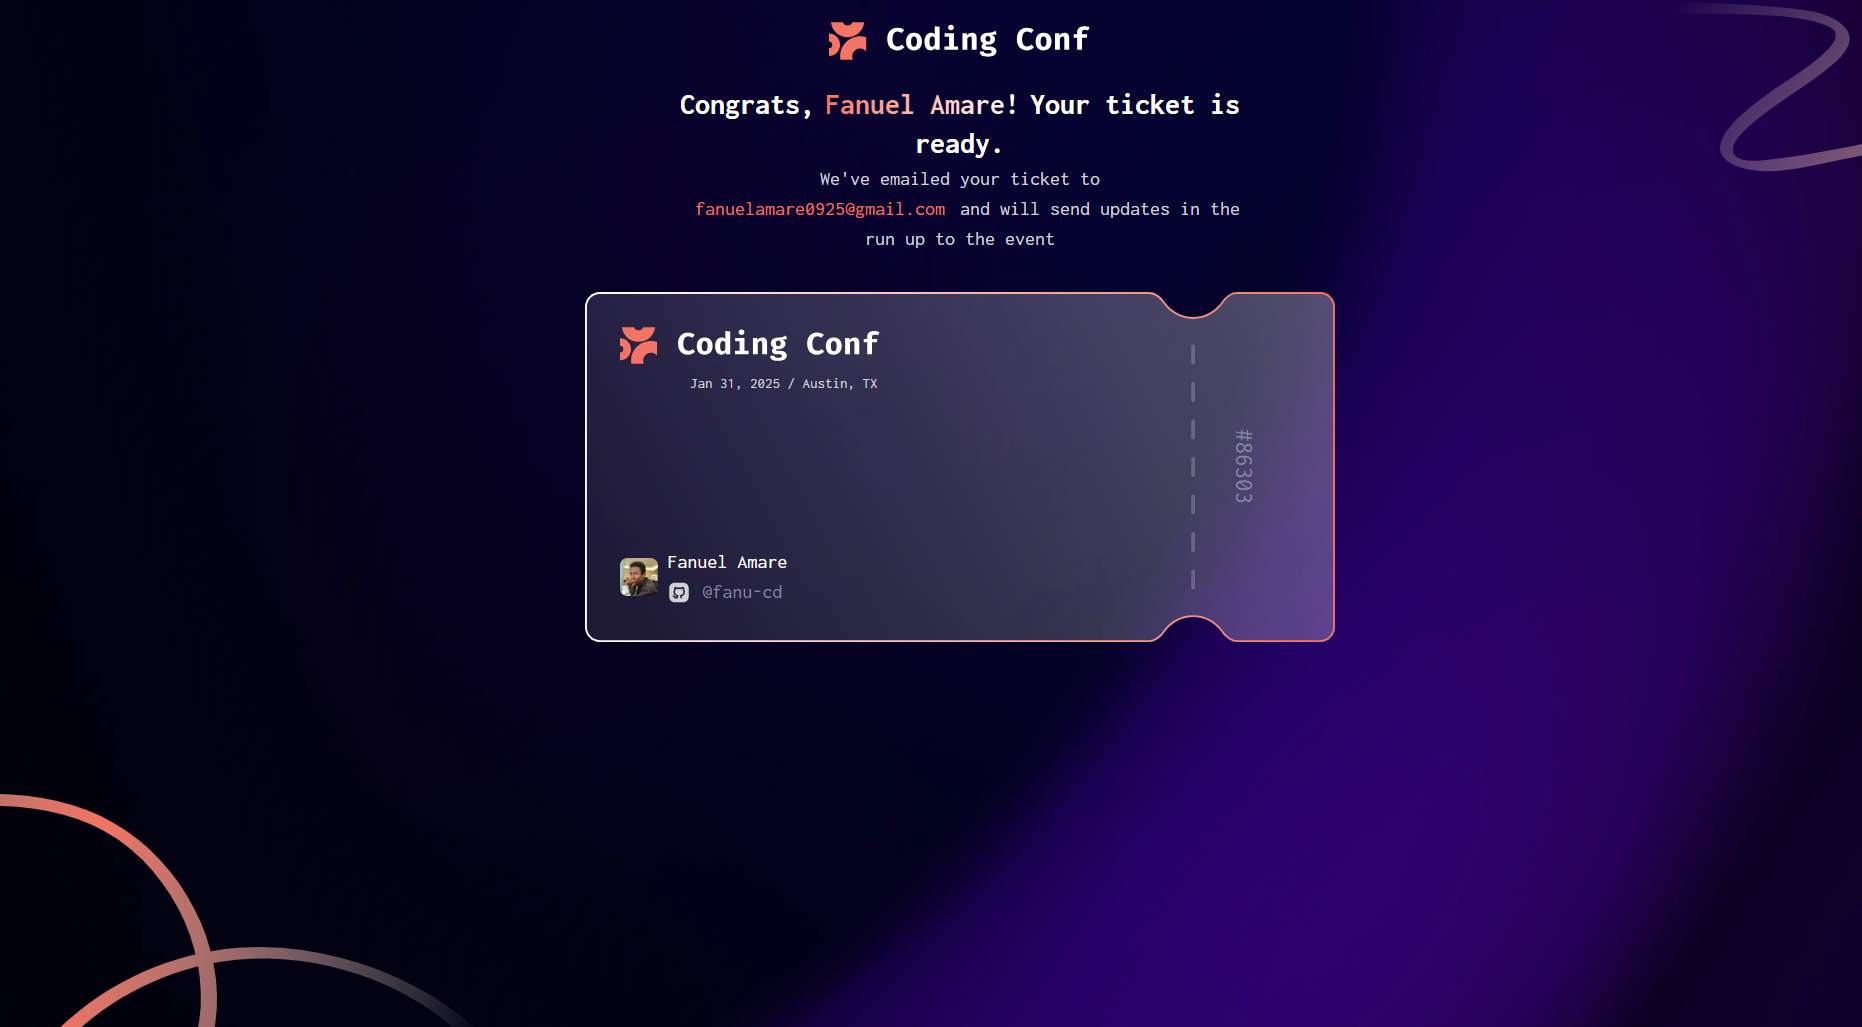 Coding Conf
Congrats, Fanuel Amare! Your ticket is
ready.
We've emailed your ticket to
fanuelamare0925@gmail.com and will send updates in the
run up to the event
Coding Conf
Jan 31, 2025 / Austin, TX
#86303
Fanuel Amare
@fanu-cd